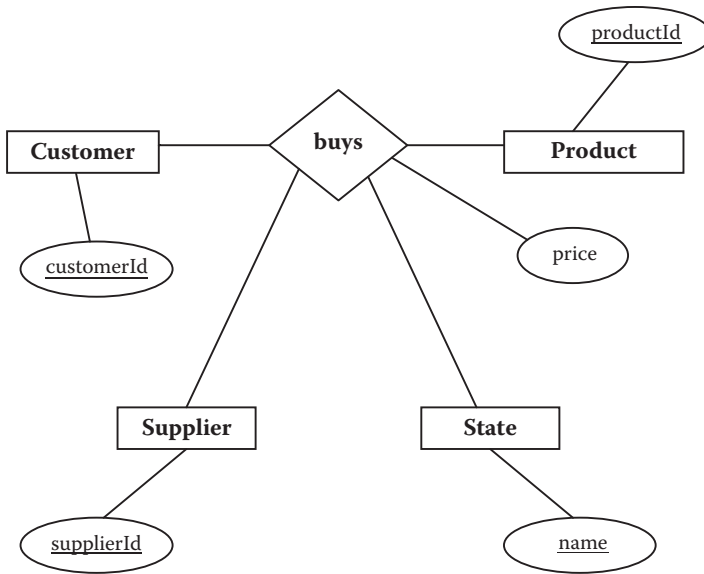 productId
Customer
buys
Product
customerId
price
Supplier
State
supplierId
name